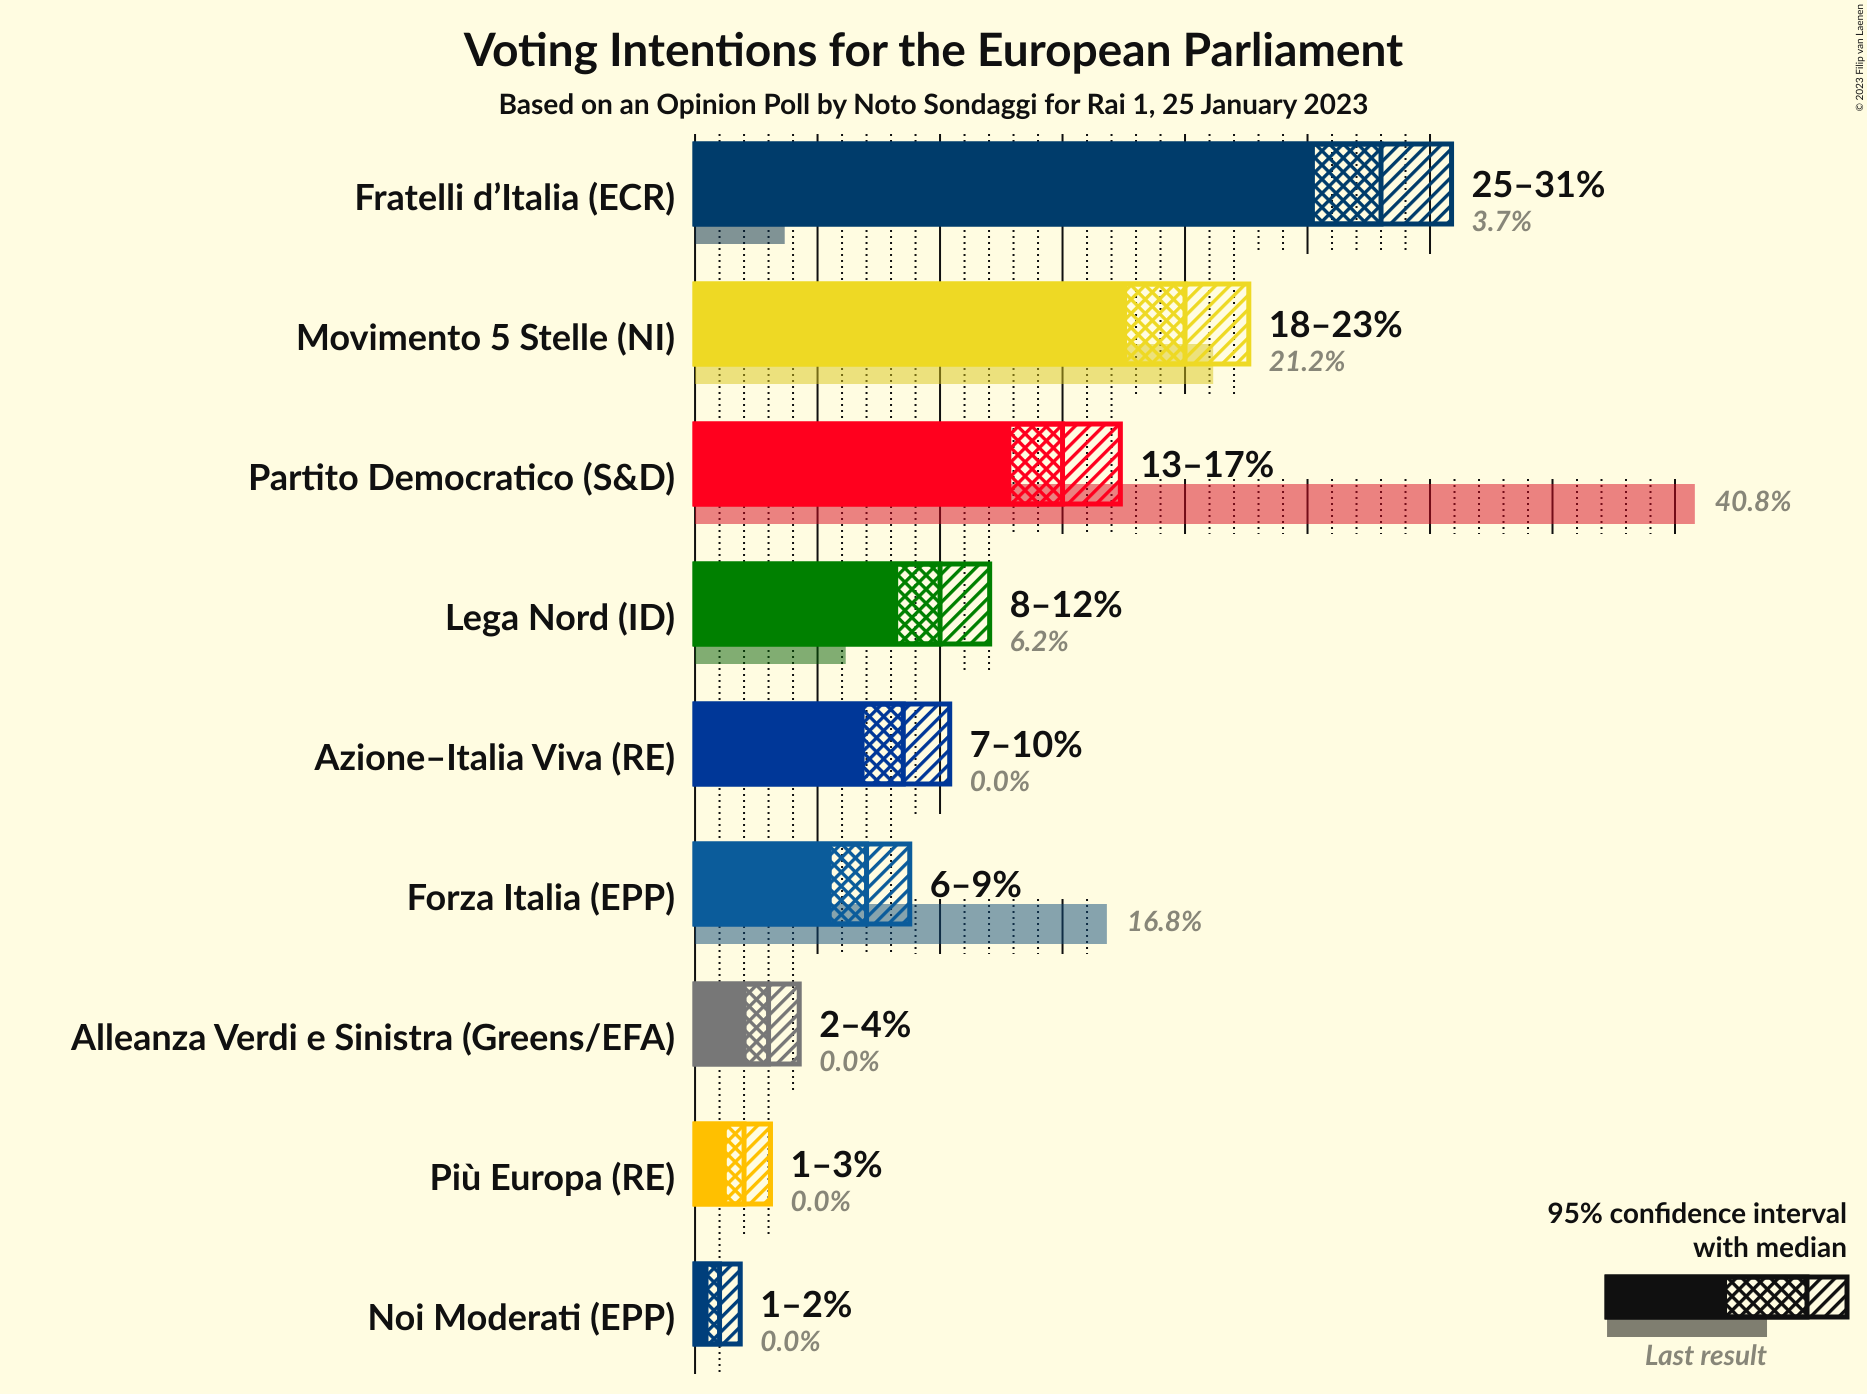 Voting Intentions for the European Parliament
Based on an Opinion Poll by Noto Sondaggi for Rai 1, 25 January 2023
© 2023 Filip van Laenen
Fratelli d’Italia (ECR)
25–31%
3.7%
Movimento 5 Stelle (NI)
18–23%
21.2%
Partito Democratico (S&D)
13–17%
40.8%
Lega Nord (ID)
8–12%
6.2%
Azione–Italia Viva (RE)
7–10%
0.0%
Forza Italia (EPP)
6–9%
16.8%
Alleanza Verdi e Sinistra (Greens/EFA)
2–4%
0.0%
Più Europa (RE)
1–3%
0.0%
Noi Moderati (EPP)
1–2%
0.0%
95% confidence interval
with median
Last result